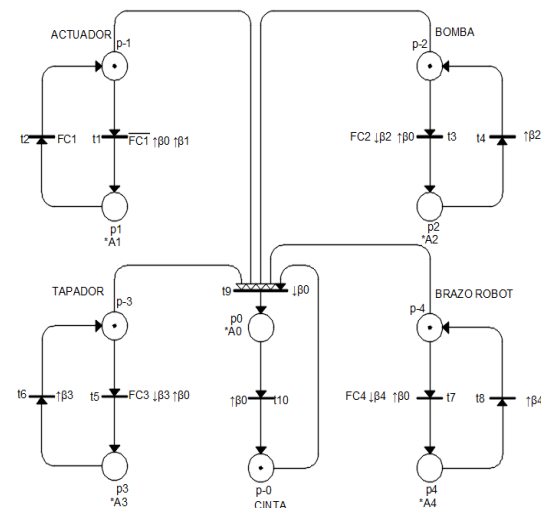 ACTUADOR
p-1
t2 FC1
t1 FC1 ↑β0 ↑β1
p1
*A1
BOMBA
p-2
FC2 ↓β2 ↑β0 t3
t4 ↑β2
p2
*A2
TAPADOR
p-3
t6 ↑β3
t5 FC3 ↓β3 ↑β0
p3
*A3
t9 ↓β0
p0
*A0
↑β0 t10
p-0
CINTA
BRAZO ROBOT
p-4
FC4 ↓β4 ↑β0 t7
t8 ↑β4
p4
*A4